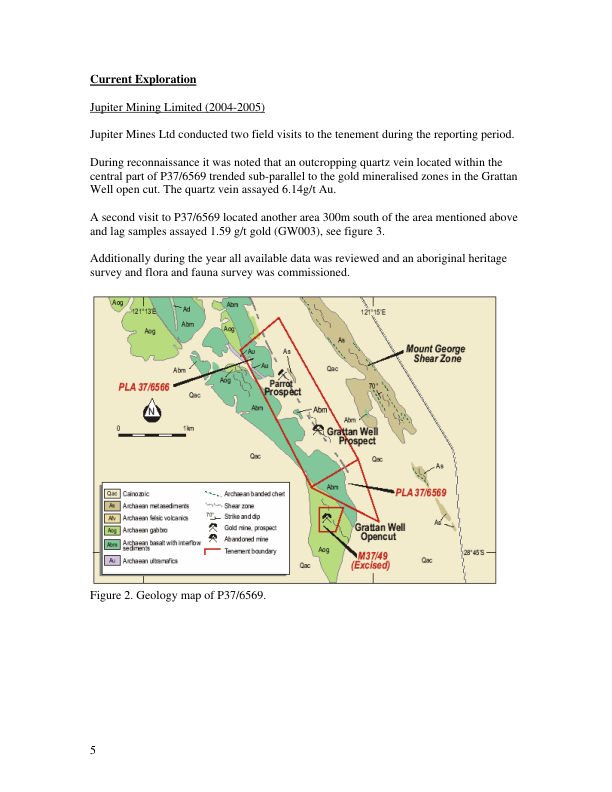 Current Exploration
Jupiter Mining Limited (2004-2005)
Jupiter Mines Ltd conducted two field visits to the tenement during the reporting period.
During reconnaissance it was noted that an outcropping quartz vein located within the
central part of P37/6569 trended sub-parallel to the gold mineralised zones in the Grattan
Well open cut. The quartz vein assayed 6.14g/t Au.
A second visit to P37/6569 located another area 300m south of the area mentioned above
and lag samples assayed 1.59 g/t gold (GW003), see figure 3.
Additionally during the year all available data was reviewed and an aboriginal heritage
survey and flora and fauna survey was commissioned.
Aog
121°13'E
Ad
Abm
Abm
121°15'E
Aog
Aog
As
Mount George
Shear Zone
Au
As
Au
Qac
Abm
Aog
PLA 37/6566
Qac
Parrot
Prospect
70°
N
Abm
Abm
Abm
0
1km
Grattan Well
Prospect
Qac
Qac
As
Abm
PLA 37/6569
As
Grattan Well
Opencut
Aog
M37/49
(Excised)
Qac
Qac
28°45'S
Qac Cainozoic
As Archaean metasediments
Afv Archaean felsic volcanics
Aog Archaean gabbro
Abm Archaean basalt with interflow
sediments
Au Archaean ultramafics
Archaean banded chert
Shear zone
70° Strike and dip
Gold mine, prospect
Abandoned mine
Tenement boundary
Figure 2. Geology map of P37/6569.
5